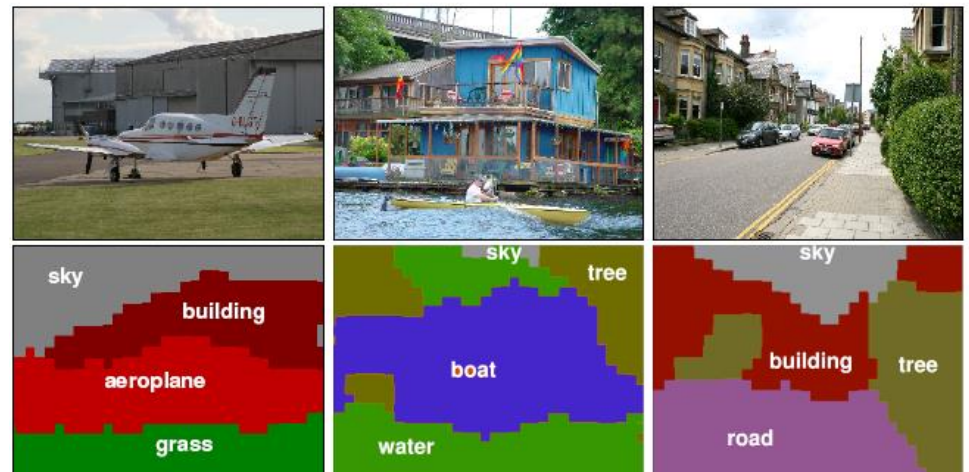 sky
building
aeroplane
grass
sky
tree
boat
water
sky
building
tree
road